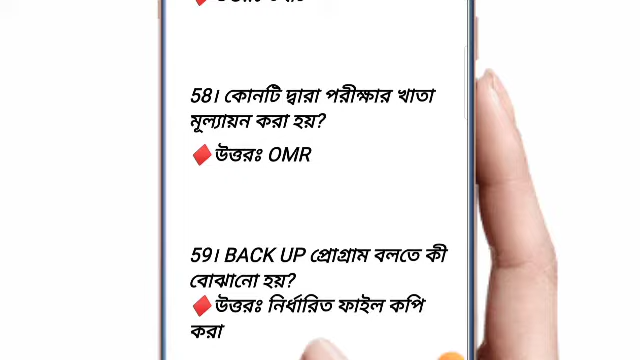 58। কোনটি দ্বারা পরীক্ষার খাতা
মূল্যায়ন করা হয়?
উত্তরঃ OMR
59। BACK UP প্রোগ্রাম বলতে কী
বোঝানো হয়?
উত্তরঃ নির্ধারিত ফাইল কপি
করা